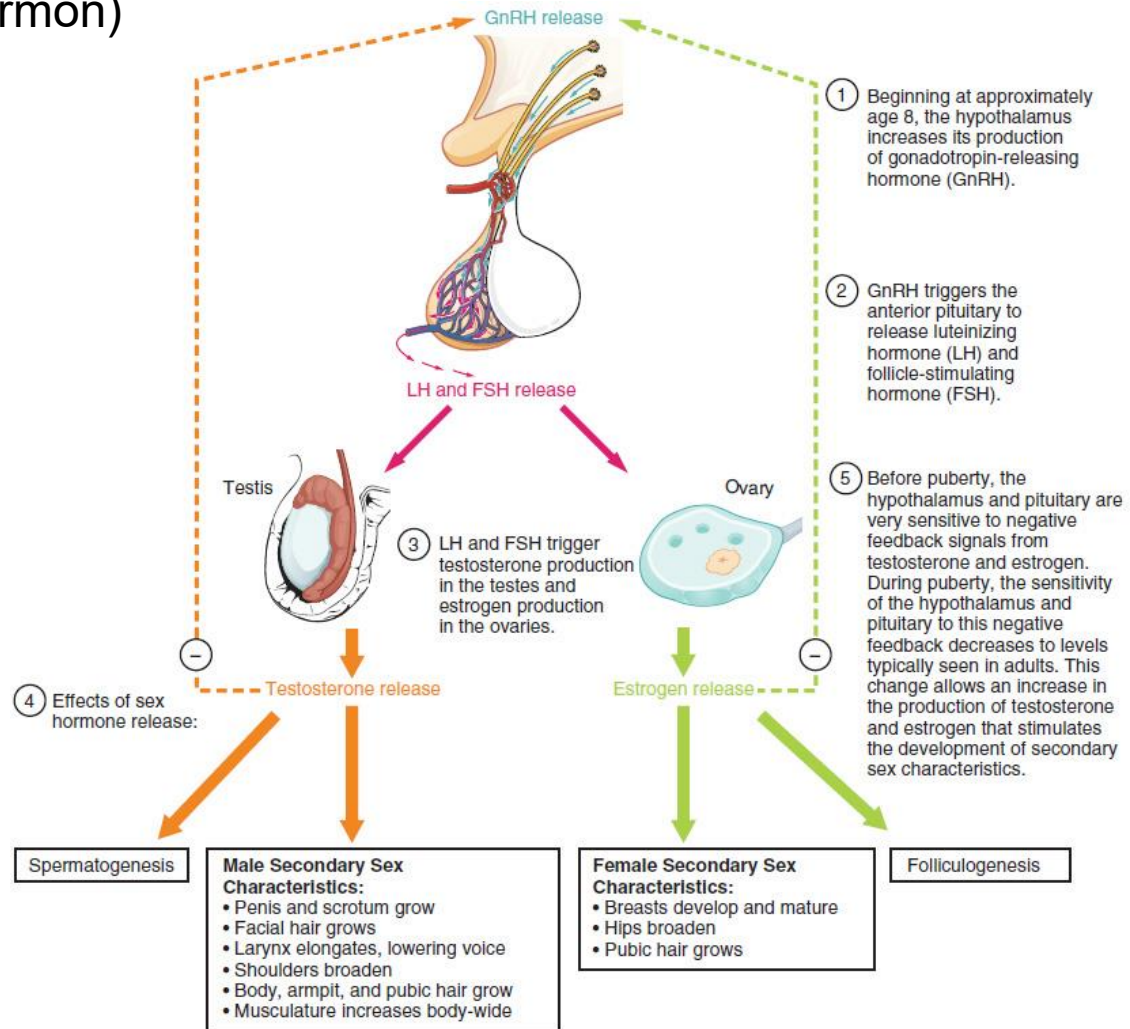 rmon)
GnRH release
1 Beginning at approximately
age 8, the hypothalamus
increases its production
of gonadotropin-releasing
hormone (GnRH).
2 GnRH triggers the
anterior pituitary to
release luteinizing
hormone (LH) and
follicle-stimulating
hormone (FSH).
LH and FSH release
Testis
Ovary
3 LH and FSH trigger
testosterone production
in the testes and
estrogen production
in the ovaries.
5 Before puberty, the
hypothalamus and pituitary are
very sensitive to negative
feedback signals from
testosterone and estrogen.
During puberty, the sensitivity
of the hypothalamus and
pituitary to this negative
feedback decreases to levels
typically seen in adults. This
change allows an increase in
the production of testosterone
and estrogen that stimulates
the development of secondary
sex characteristics.
−
−
Testosterone release
Estrogen release
4 Effects of sex
hormone release:
Spermatogenesis
Male Secondary Sex
Characteristics:
• Penis and scrotum grow
• Facial hair grows
• Larynx elongates, lowering voice
• Shoulders broaden
• Body, armpit, and pubic hair grow
• Musculature increases body-wide
Female Secondary Sex
Characteristics:
• Breasts develop and mature
• Hips broaden
• Pubic hair grows
Folliculogenesis